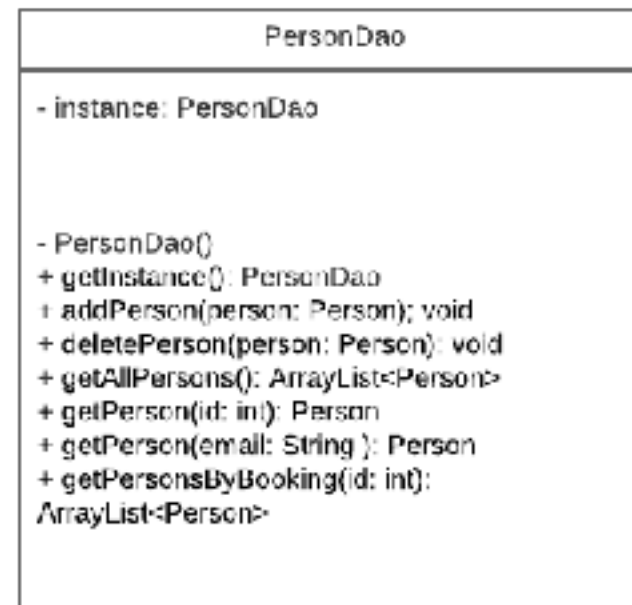 PersonDao
- instance: PersonDao
- PersonDao()
+ getInstance(): PersonDao
+ addPerson(person: Person); void
+ deletePerson(person: Person): void
+ getAllPersons(): ArrayList<Person>
+ getPerson(id: int): Person
+ getPerson(email: String ): Person
+ getPersonsByBooking(id: int):
ArrayList<Person>